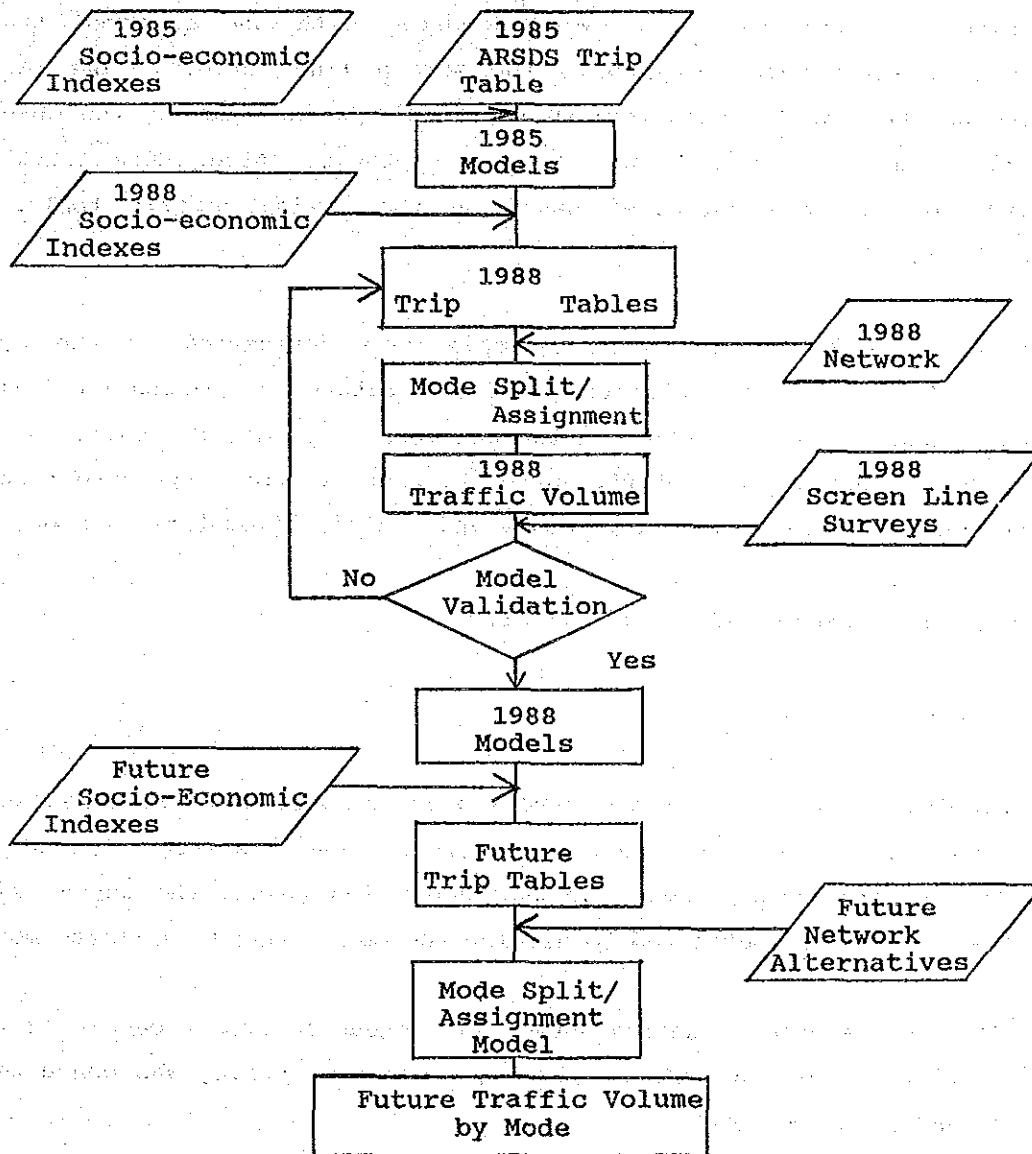 1985
Socio-economic
Indexes
1985
ARSDS Trip
Table
1985
Models
1988
Socio-economic
Indexes
1988
Trip Tables
1988
Network
Mode Split/
Assignment
1988
Traffic Volume
1988
Screen Line
Surveys
No
Model
Validation
Yes
1988
Models
Future
Socio-Economic
Indexes
Future
Trip Tables
Future
Network
Alternatives
Mode Split/
Assignment
Model
Future Traffic Volume
by Mode